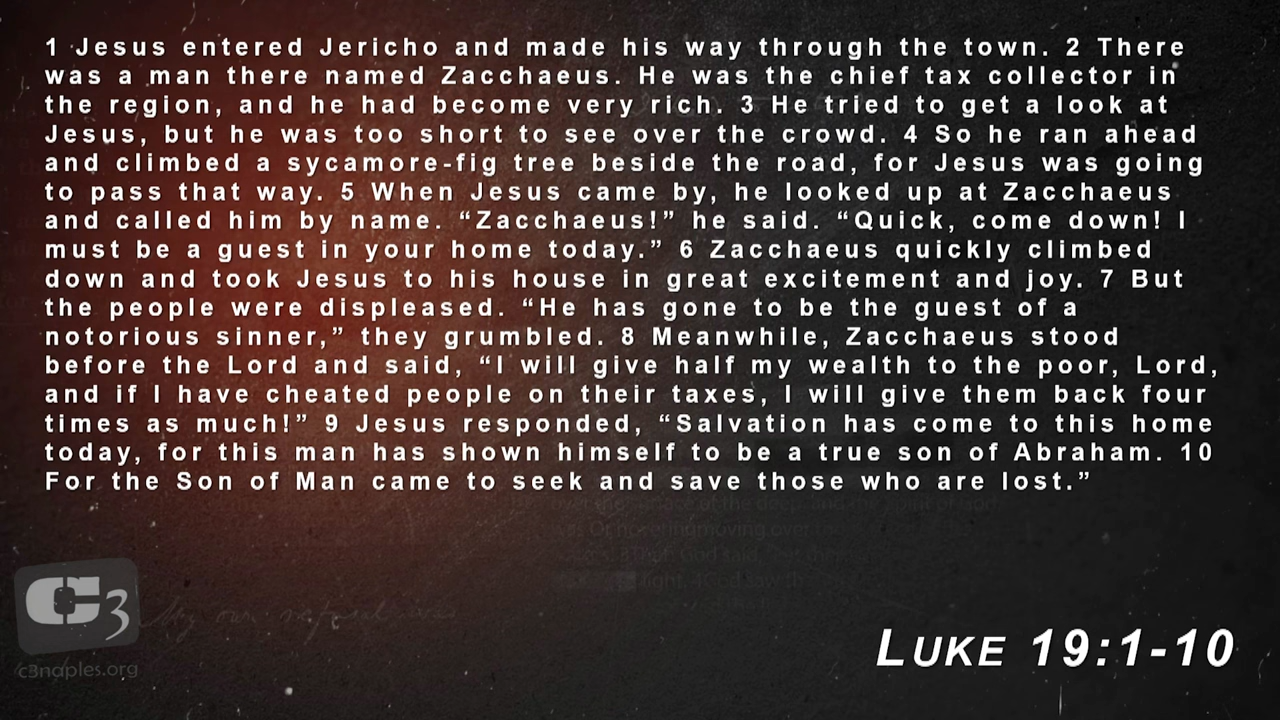 1 Jesus entered Jericho and made his way through the town. 2 There
was a man there named Zacchaeus. He was the chief tax collector in
the region, and he had become very rich. 3 He tried to get a look at
Jesus, but he was too short to see over the crowd. 4 So he ran ahead
and climbed a sycamore-fig tree beside the road, for Jesus was going
to pass that way. 5 When Jesus came by, he looked up at Zacchaeus
and called him by name. “Zacchaeus!” he said. “Quick, come down! I
must be a guest in your home today.” 6 Zacchaeus quickly climbed
down and took Jesus to his house in great excitement and joy. 7 But
the people were displeased. “He has gone to be the guest of a
notorious sinner,” they grumbled. 8 Meanwhile, Zacchaeus stood
before the Lord and said, “I will give half my wealth to the poor, Lord,
and if I have cheated people on their taxes, I will give them back four
times as much!” 9 Jesus responded, “Salvation has come to this home
today, for this man has shown himself to be a true son of Abraham. 10
For the Son of Man came to seek and save those who are lost.”
C3
c3naples.org
LUKE 19:1-10